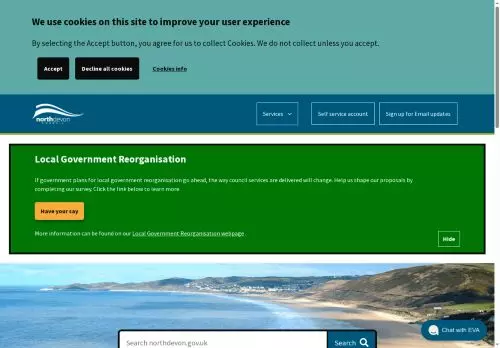 We use cookies on this site to improve your user experience
By selecting the Accept button, you agree for us to collect Cookies. We do not collect unless you accept.
Accept
Decline all cookies
Cookies info
northdevon
COUNCIL
Services
Self service account
Sign up for Email updates
Local Government Reorganisation
If government plans for local government reorganisation go ahead, the way council services are delivered will change. Help us shape our proposals by
completing our survey. Click the link below to learn more.
Have your say
More information can be found on our Local Government Reorganisation webpage.
Hide
Search northdevon.gov.uk
Search
Chat with EVA